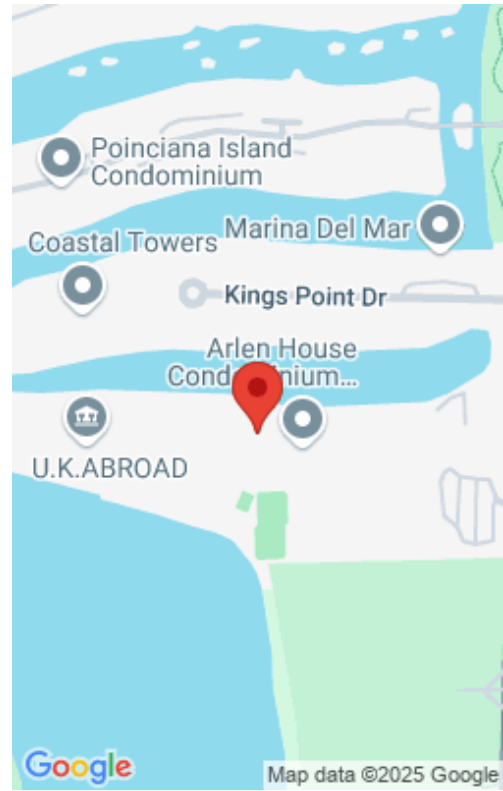 Poinciana Island
Condominium
Marina Del Mar
Coastal Towers
Kings Point Dr
Arlen House
Condominium...
U.K.ABROAD
Google
Map data ©2025 Google